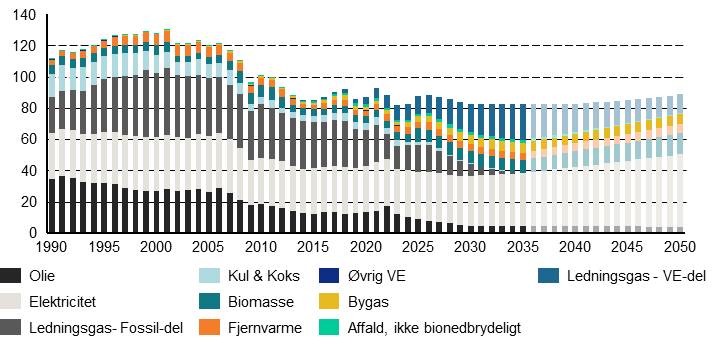 140
120
100
80
60
40
20
0
1990 1995 2000 2005 2010 2015 2020 2025 2030 2035 2040 2045 2050
Olie Kul & Koks Øvrig VE Ledningsgas - VE-del
Elektricitet Biomasse Bygas
Ledningsgas- Fossil-del Fjernvarme Affald, ikke bionedbrydeligt